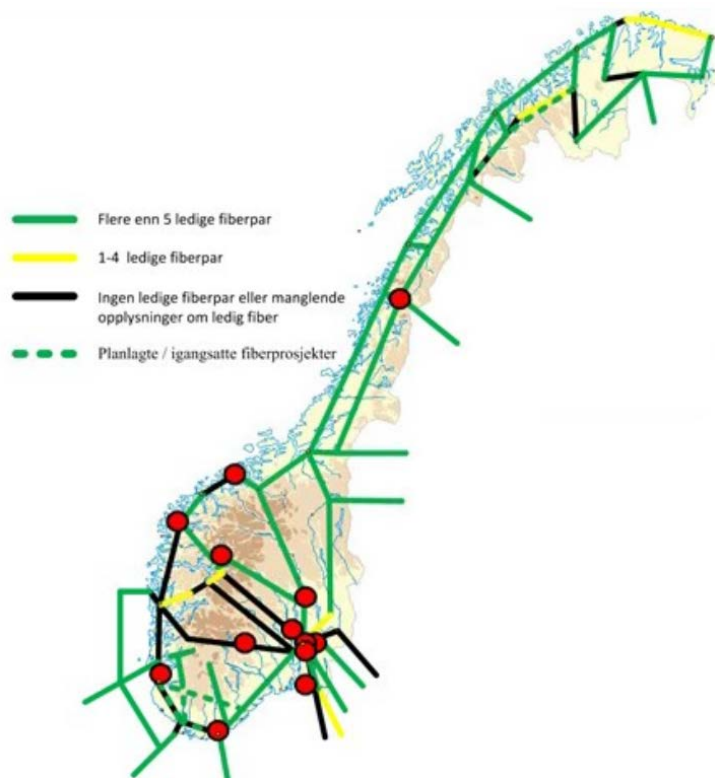 Flere enn 5 ledige fiberpar
1-4 ledige fiberpar
Ingen ledige fiberpar eller manglende
opplysninger om ledig fiber
Planlagte / igangsatte fiberprosjekter